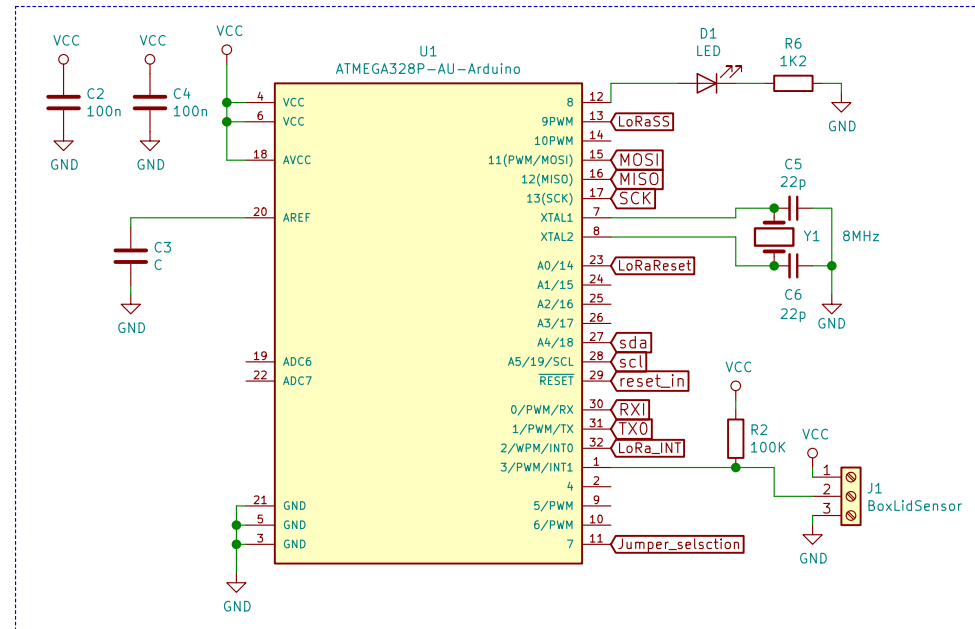 VCC
C2
100n
GND
VCC
C4
100n
GND
VCC
C3
C
GND
GND
U1
ATMEGA328P-AU-Arduino
4 VCC
6 VCC
18 AVCC
20 AREF
19 ADC6
22 ADC7
21 GND
5 GND
3 GND
8 12
9PWM 13 LoRaSS
10PWM 14
11(PWM/MOSI) 15 MOSI
12(MISO) 16 MISO
13(SCK) 17 SCK
XTAL1 7
XTAL2 8
A0/14 23 LoRaReset
A1/15 24
A2/16 25
A3/17 26
A4/18 27 sda
A5/19/SCL 28 scl
RESET 29 reset_in
0/PWM/RX 30 RXI
1/PWM/TX 31 TX0
2/WPM/INT0 32 LoRa_INT
3/PWM/INT1 1
4 2
5/PWM 9
6/PWM 10
7 11 Jumper_selsction
D1
LED
R6
1K2
GND
C5
22p
Y1
8MHz
C6
22p
GND
VCC
R2
100K
VCC
1
2
3
J1
BoxLidSensor
GND